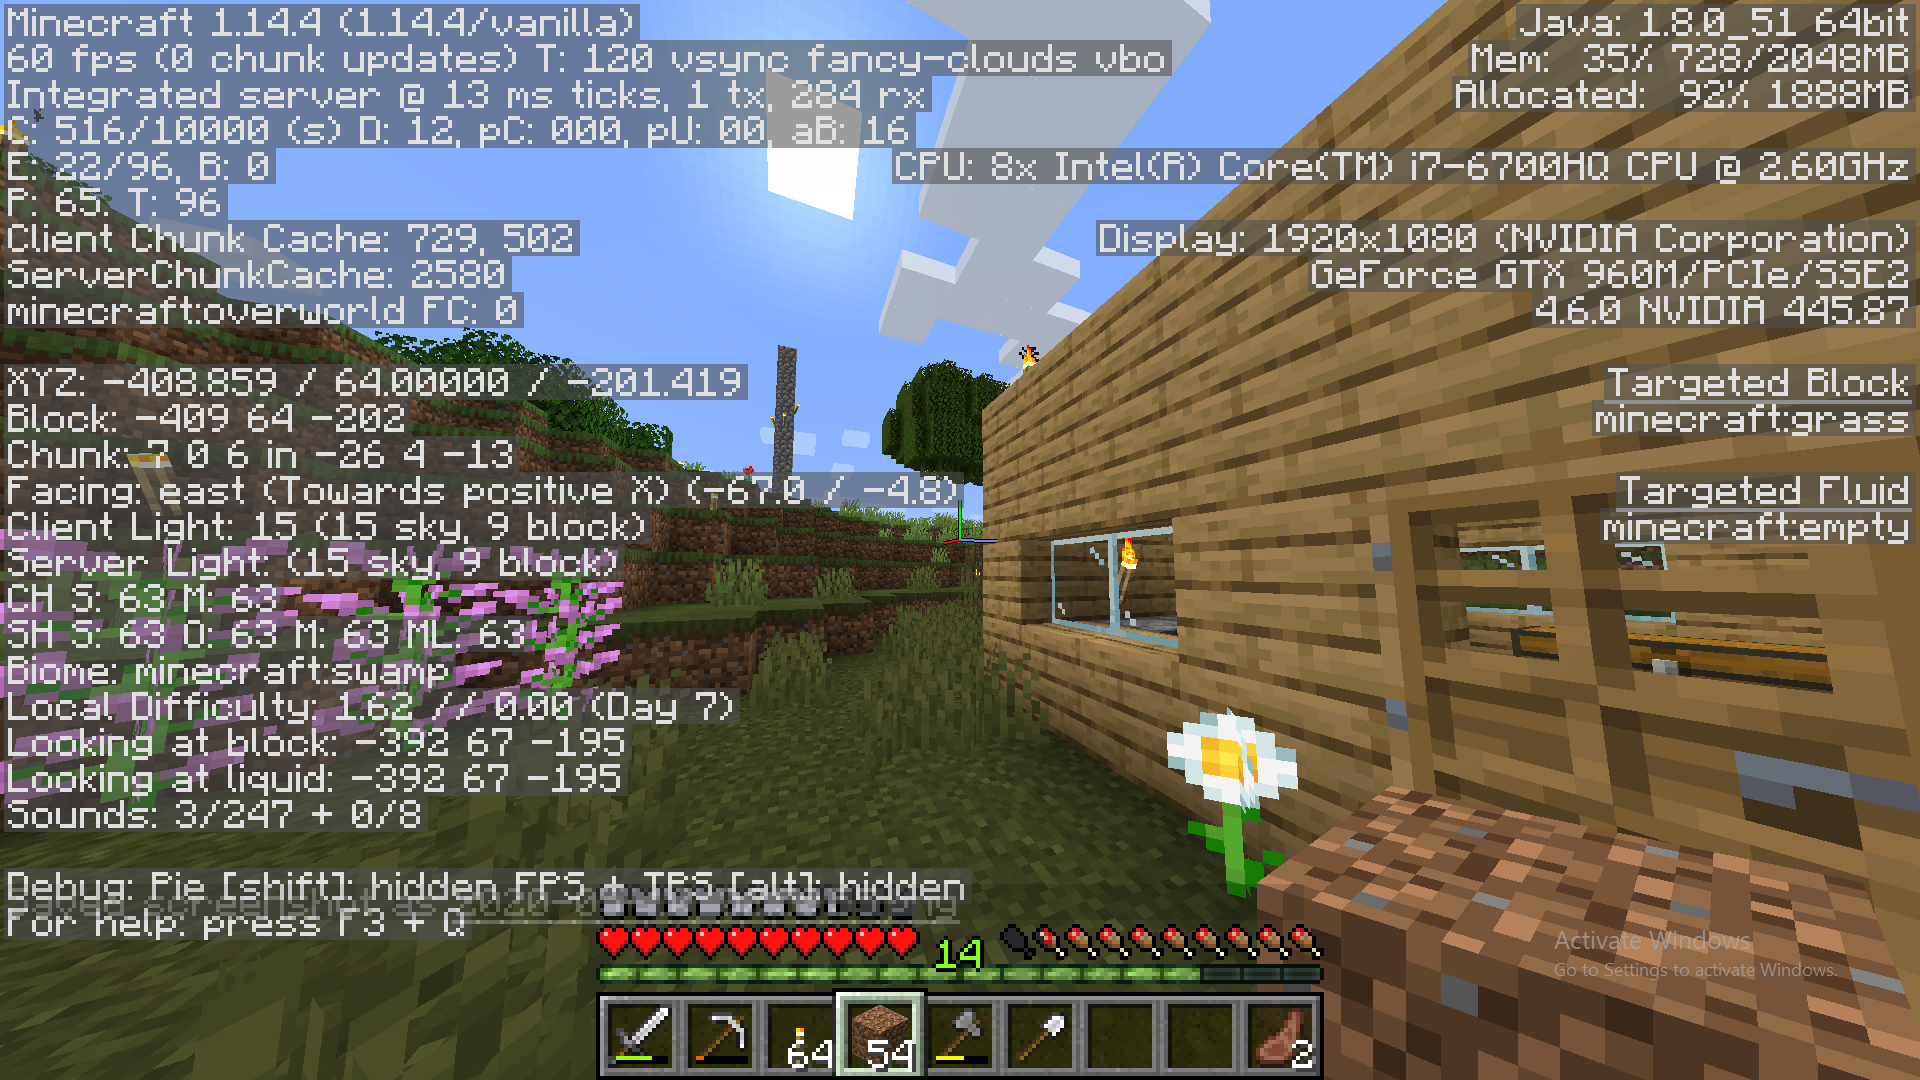 Minecraft 1.14.4 (1.14.4/vanilla)
60 fps (0 chunk updates) T: 120 vsync fancy-clouds vbo
Integrated server @ 13 ms ticks, 1 tx, 284 rx
C: 516/10000 (s) D: 12, pC: 000, pU: 00, aB: 16
E: 22/96, B: 0
P: 65. T: 96
Client Chunk Cache: 729, 502
ServerChunkCache: 2580
minecraft:overworld FC: 0
XYZ: -408.859 / 64.00000 / -201.419
Block: -409 64 -202
Chunk: 7 0 6 in -26 4 -13
Facing: east (Towards positive X) (-67.0 / -4.8)
Client Light: 15 (15 sky, 9 block)
Server Light: (15 sky, 9 block)
CH S: 63 M: 63
SH S: 63 O: 63 M: 63 ML: 63
Biome: minecraft:swamp
Local Difficulty: 1.62 // 0.00 (Day 7)
Looking at block: -392 67 -195
Looking at liquid: -392 67 -195
Sounds: 3/247 + 0/8
Debug: Pie [shift]: hidden FPS + TPS [alt]: hidden
For help: press F3 + Q
Saved screenshot as
Java: 1.8.0_51 64bit
Mem: 35% 728/2048MB
Allocated: 92% 1888MB
CPU: 8x Intel(R) Core(TM) i7-6700HQ CPU @ 2.60GHz
Display: 1920x1080 (NVIDIA Corporation)
GeForce GTX 960M/PCIe/SSE2
4.6.0 NVIDIA 445.87
Targeted Block
minecraft:grass
Targeted Fluid
minecraft:empty
14
64
54
2
Activate Windows
Go to Settings to activate Windows.